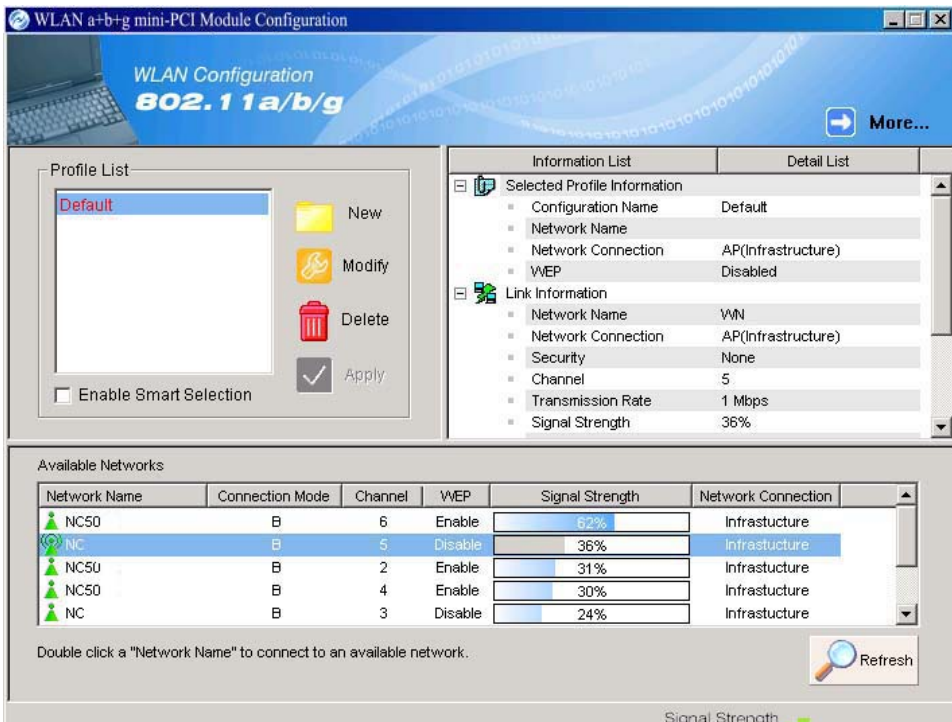 WLAN a+b+g mini-PCI Module Configuration
WLAN Configuration
802.11a/b/g
More...
Profile List
Default
New
Modify
Delete
Apply
Enable Smart Selection
Information List Detail List
Selected Profile Information
Configuration Name Default
Network Name
Network Connection AP(Infrastructure)
WEP Disabled
Link Information
Network Name WN
Network Connection AP(Infrastructure)
Security None
Channel 5
Transmission Rate 1 Mbps
Signal Strength 36%
Available Networks
Network Name Connection Mode Channel WEP Signal Strength Network Connection
NC50 B 6 Enable 62% Infrastucture
NC B 5 Disable 36% Infrastucture
NC50 B 2 Enable 31% Infrastucture
NC50 B 4 Enable 30% Infrastucture
NC B 3 Disable 24% Infrastucture
Double click a "Network Name" to connect to an available network.
Refresh
Signal Strength